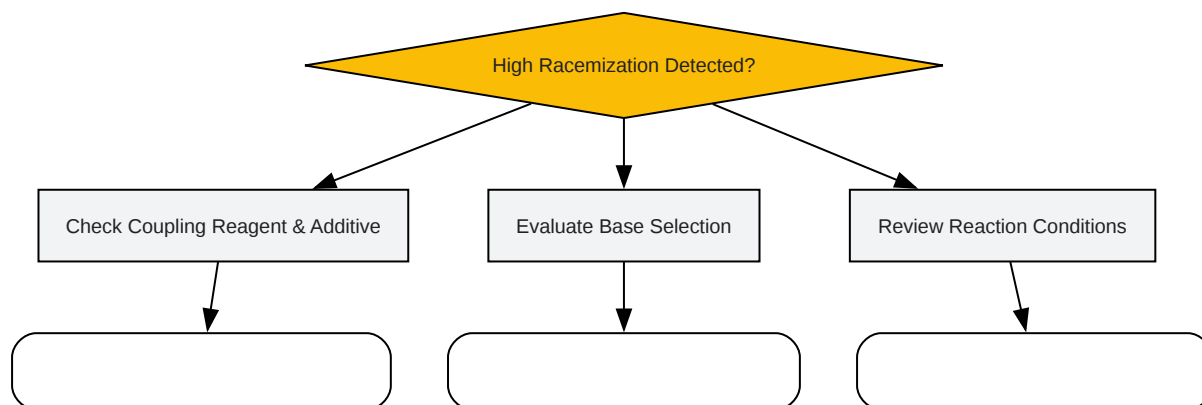 High Racemization Detected?
Check Coupling Reagent & Additive
Evaluate Base Selection
Review Reaction Conditions